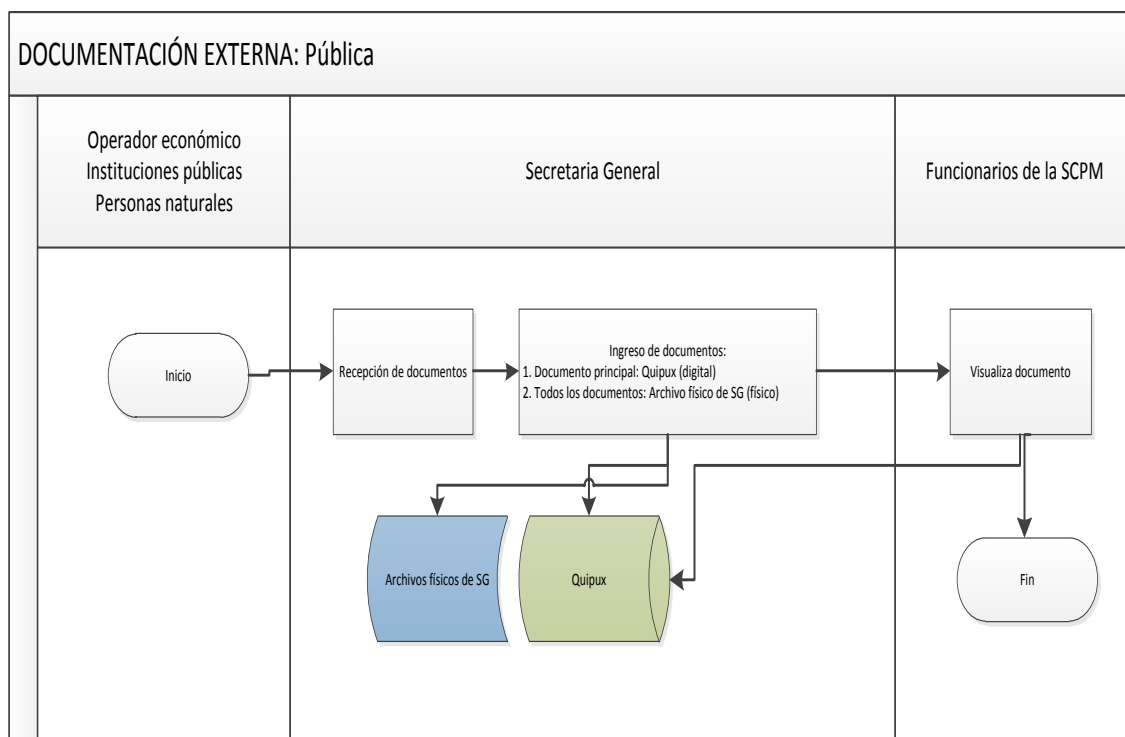 DOCUMENTACIÓN EXTERNA: Pública
Operador económico
Instituciones públicas
Personas naturales
Secretaria General
Funcionarios de la SCPM
Inicio
Recepción de documentos
Ingreso de documentos:
1. Documento principal: Quipux (digital)
2. Todos los documentos: Archivo físico de SG (físico)
Visualiza documento
Archivos físicos de SG
Quipux
Fin